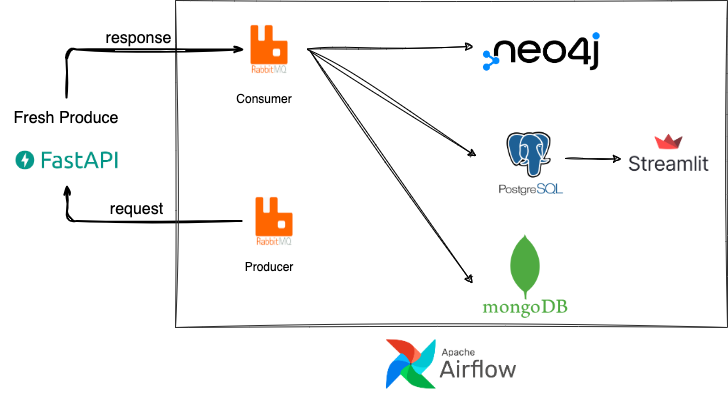 response
RabbitMQ
Consumer
neo4j
Fresh Produce
FastAPI
PostgreSQL
Streamlit
request
RabbitMQ
Producer
mongoDB
Apache
Airflow